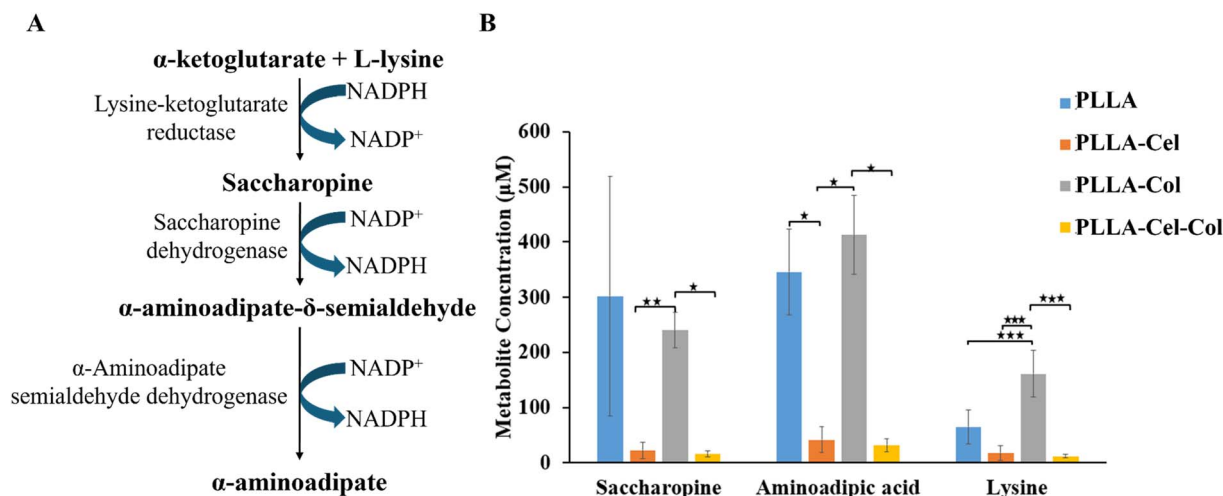 A
α-ketoglutarate + L-lysine
Lysine-ketoglutarate
reductase
NADPH
NADP⁺
Saccharopine
Saccharopine
dehydrogenase
NADP⁺
NADPH
α-aminoadipate-δ-semialdehyde
α-Aminoadipate
semialdehyde dehydrogenase
NADP⁺
NADPH
α-aminoadipate
B
PLLA
PLLA-Cel
PLLA-Col
PLLA-Cel-Col
Metabolite Concntration (μM)
600
500
400
300
200
100
0
★★
★
★
★
★
★★★
★★★
★★★
Saccharopine
Aminoadipic acid
Lysine